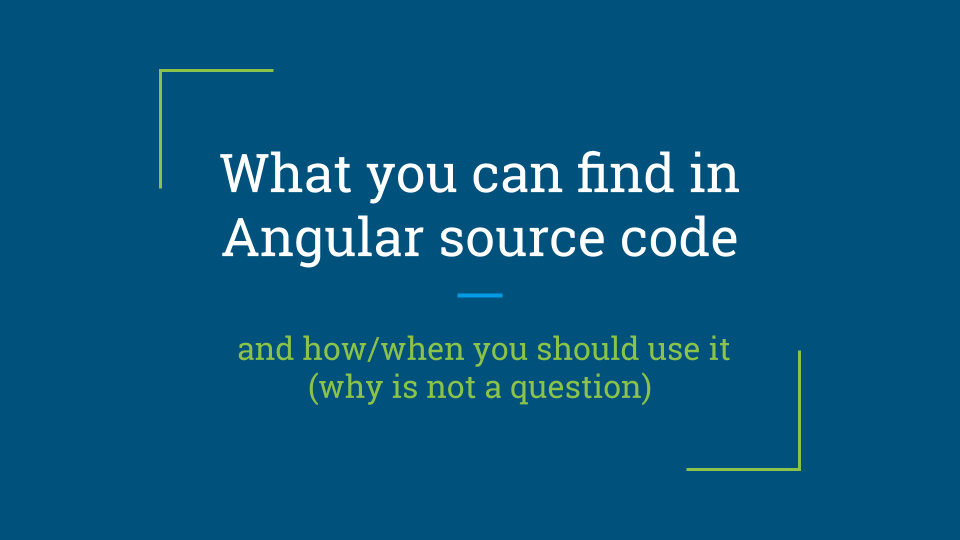 What you can find in
Angular source code
and how/when you should use it
(why is not a question)